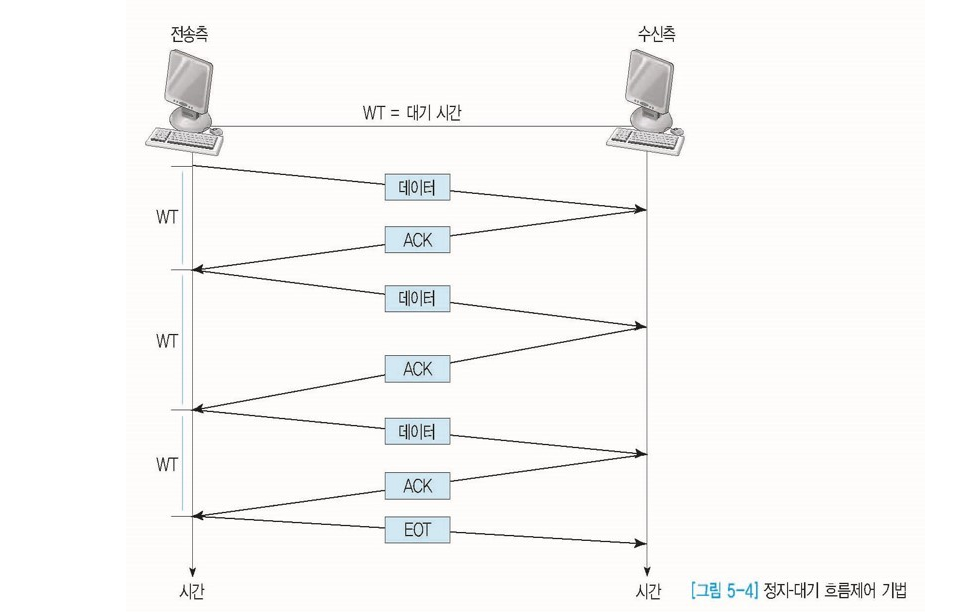 전송측
수신측
WT = 대기 시간
데이터
WT
ACK
데이터
WT
ACK
데이터
WT
ACK
EOT
시간
시간
[그림 5-4] 정지-대기 흐름제어 기법